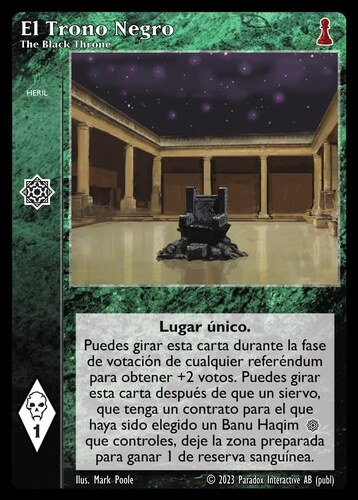 El Trono Negro
The Black Throne
HERIL
Lugar único.
Puedes girar esta carta durante la fase
de votación de cualquier referéndum
para obtener +2 votos. Puedes girar
esta carta después de que un siervo,
que tenga un contrato para el que
haya sido elegido un Banu Haqim
que controles, deje la zona preparada
para ganar 1 de reserva sanguínea.
1
Ilus. Mark Poole
© 2023 Paradox Interactive AB (publ)